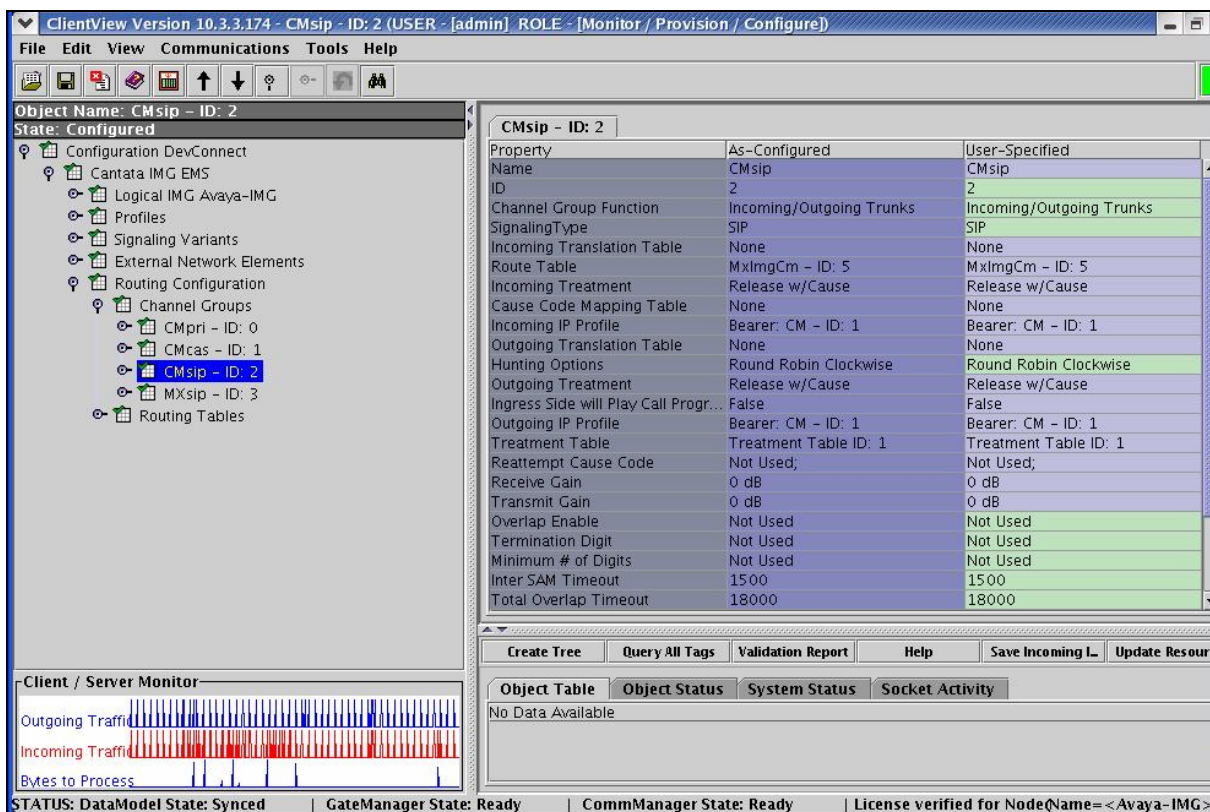 ClientView Version 10.3.3.174 - CMsip - ID: 2 (USER - [admin] ROLE - [Monitor / Provision / Configure])
File Edit View Communications Tools Help
Object Name: CMsip - ID: 2
State: Configured
Configuration DevConnect
Cantata IMG EMS
Logical IMG Avaya-IMG
Profiles
Signaling Variants
External Network Elements
Routing Configuration
Channel Groups
CMpri - ID: 0
CMcas - ID: 1
CMsip - ID: 2
MXsip - ID: 3
Routing Tables
CMsip - ID: 2
Property As-Configured User-Specified
Name CMsip CMsip
ID 2 2
Channel Group Function Incoming/Outgoing Trunks Incoming/Outgoing Trunks
SignalingType SIP SIP
Incoming Translation Table None None
Route Table MxImgCm - ID: 5 MxImgCm - ID: 5
Incoming Treatment Release w/Cause Release w/Cause
Cause Code Mapping Table None None
Incoming IP Profile Bearer: CM - ID: 1 Bearer: CM - ID: 1
Outgoing Translation Table None None
Hunting Options Round Robin Clockwise Round Robin Clockwise
Outgoing Treatment Release w/Cause Release w/Cause
Ingress Side will Play Call Progr... False False
Outgoing IP Profile Bearer: CM - ID: 1 Bearer: CM - ID: 1
Treatment Table Treatment Table ID: 1 Treatment Table ID: 1
Reattempt Cause Code Not Used; Not Used;
Receive Gain 0 dB 0 dB
Transmit Gain 0 dB 0 dB
Overlap Enable Not Used Not Used
Termination Digit Not Used Not Used
Minimum # of Digits Not Used Not Used
Inter SAM Timeout 1500 1500
Total Overlap Timeout 18000 18000
Create Tree Query All Tags Validation Report Help Save Incoming I... Update Resour
Object Table Object Status System Status Socket Activity
No Data Available
Client / Server Monitor
Outgoing Traffic
Incoming Traffic
Bytes to Process
STATUS: DataModel State: Synced | GateManager State: Ready | CommManager State: Ready | License verified for Node(Name=<Avaya-IMG>